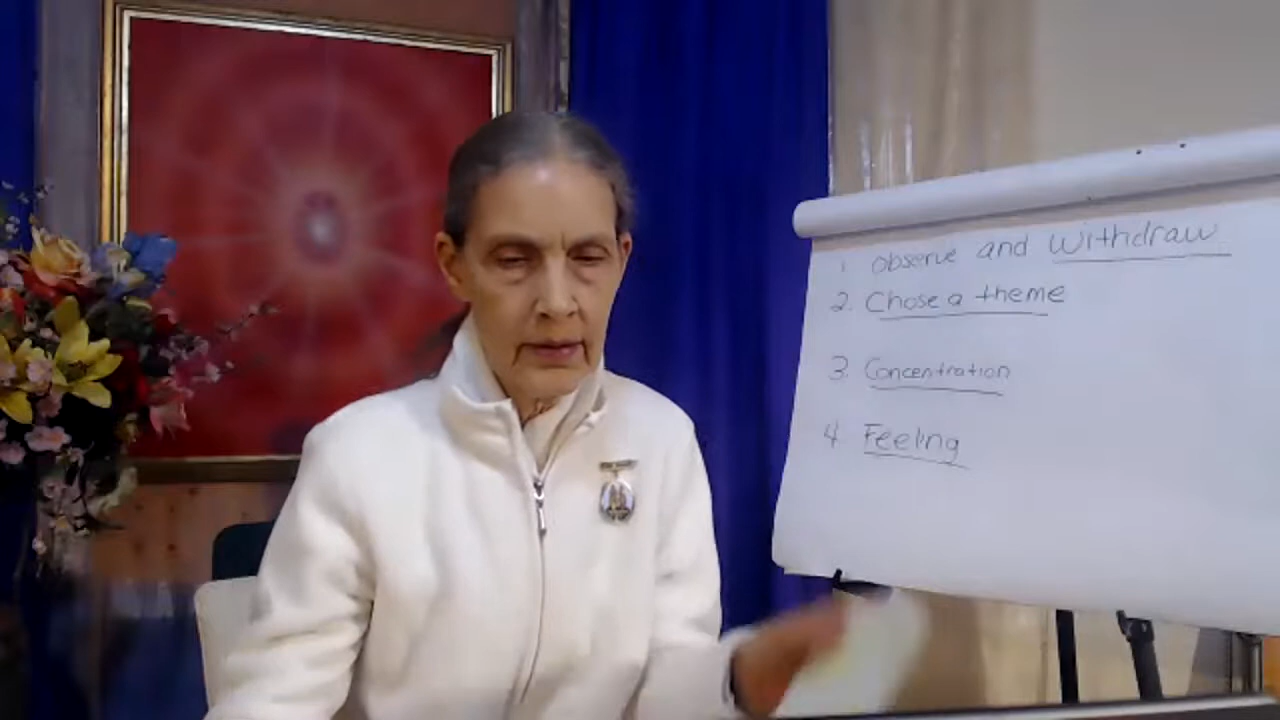 1 observe and Withdraw
2. Chose a theme
3. Concentration
4 Feeling